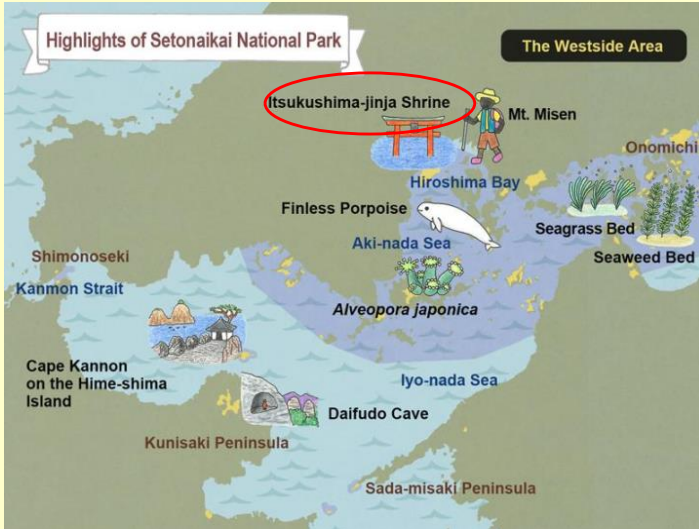 Highlights of Setonaikai National Park
The Westside Area
Itsukushima-jinja Shrine
Mt. Misen
Onomichi
Hiroshima Bay
Finless Porpoise
Seagrass Bed
Aki-nada Sea
Seaweed Bed
Shimonoseki
Kanmon Strait
Alveopora japonica
Cape Kannon
on the Hime-shima
Island
Iyo-nada Sea
Daifudo Cave
Kunisaki Peninsula
Sada-misaki Peninsula